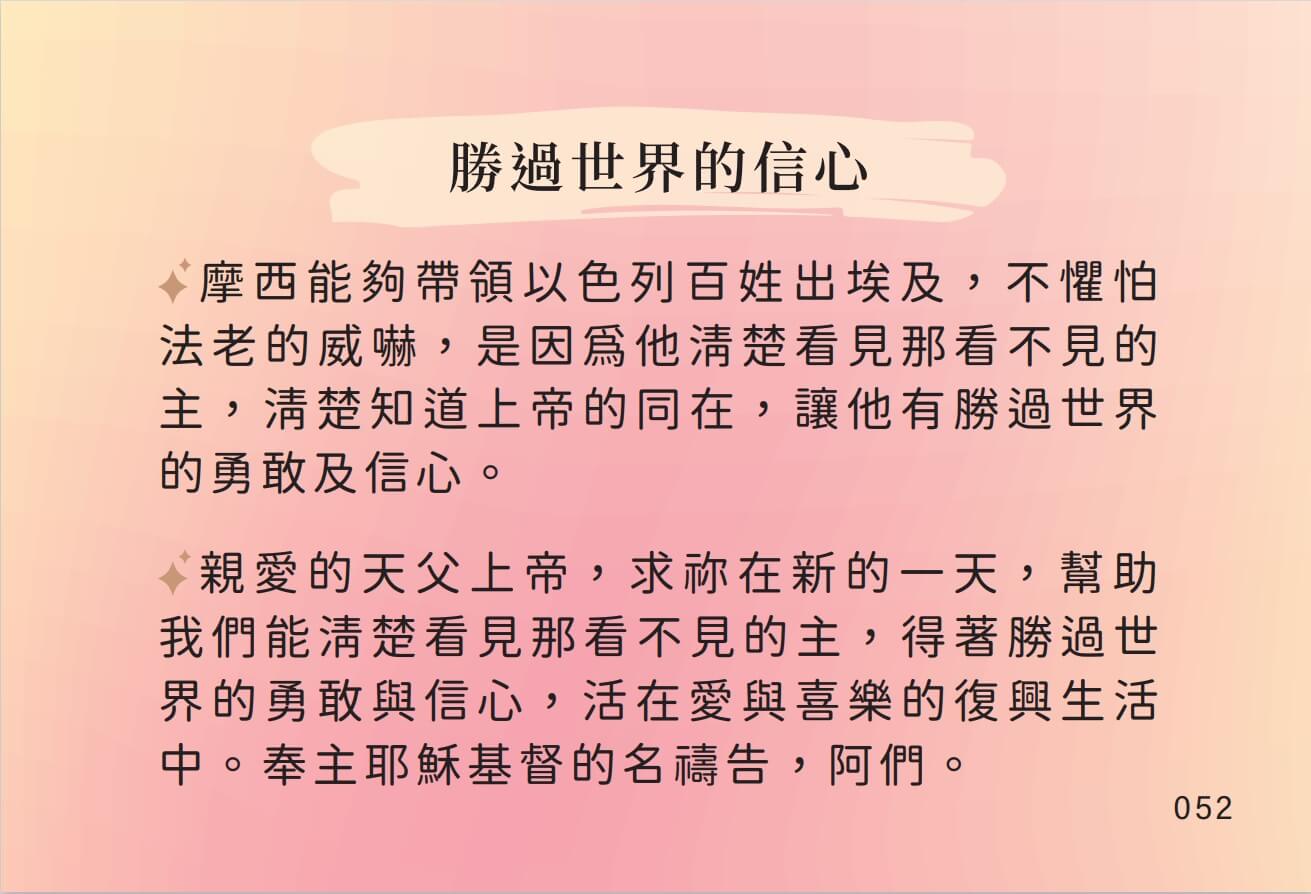 勝過世界的信心
摩西能夠帶領以色列百姓出埃及，不懼怕
法老的威嚇，是因為他清楚看見那看不見的
主，清楚知道上帝的同在，讓他有勝過世界
的勇敢及信心。
親愛的天父上帝，求祢在新的一天，幫助
我們能清楚看見那看不見的主，得著勝過世
界的勇敢與信心，活在愛與喜樂的復興生活
中。奉主耶穌基督的名禱告，阿們。
052